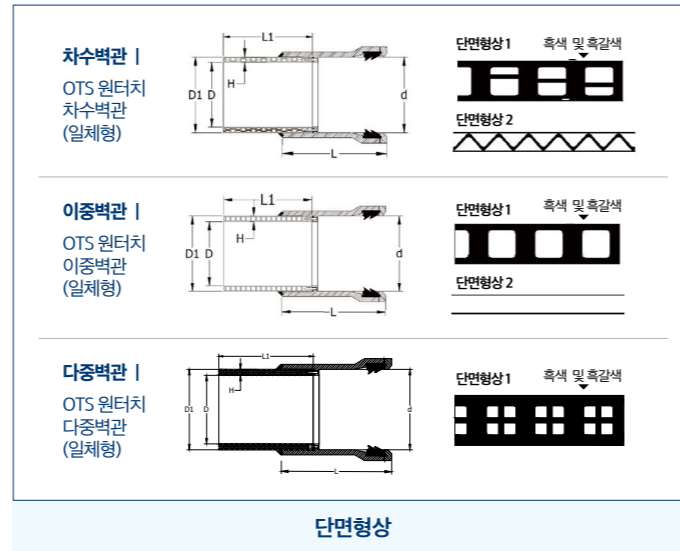 차수벽관 |
OTS 원터치
차수벽관
(일체형)
L1
H
D1
D
d
L
단면형상 1 흑색 및 흑갈색
단면형상 2
이중벽관 |
OTS 원터치
이중벽관
(일체형)
L1
H
D1
D
d
L
단면형상 1 흑색 및 흑갈색
단면형상 2
다중벽관 |
OTS 원터치
다중벽관
(일체형)
L1
H
D1
D
d
L
단면형상 1 흑색 및 흑갈색
단면형상